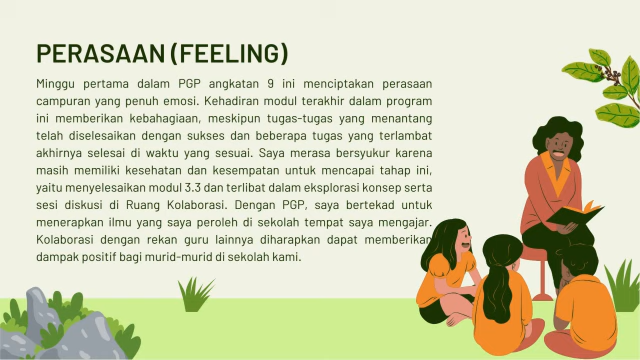 PERASAAN (FEELING)
Minggu pertama dalam PGP angkatan 9 ini menciptakan perasaan
campuran yang penuh emosi. Kehadiran modul terakhir dalam program
ini memberikan kebahagiaan, meskipun tugas-tugas yang menantang
telah diselesaikan dengan sukses dan beberapa tugas yang terlambat
akhirnya selesai di waktu yang sesuai. Saya merasa bersyukur karena
masih memiliki kesehatan dan kesempatan untuk mencapai tahap ini,
yaitu menyelesaikan modul 3.3 dan terlibat dalam eksplorasi konsep serta
sesi diskusi di Ruang Kolaborasi. Dengan PGP, saya bertekad untuk
menerapkan ilmu yang saya peroleh di sekolah tempat saya mengajar.
Kolaborasi dengan rekan guru lainnya diharapkan dapat memberikan
dampak positif bagi murid-murid di sekolah kami.